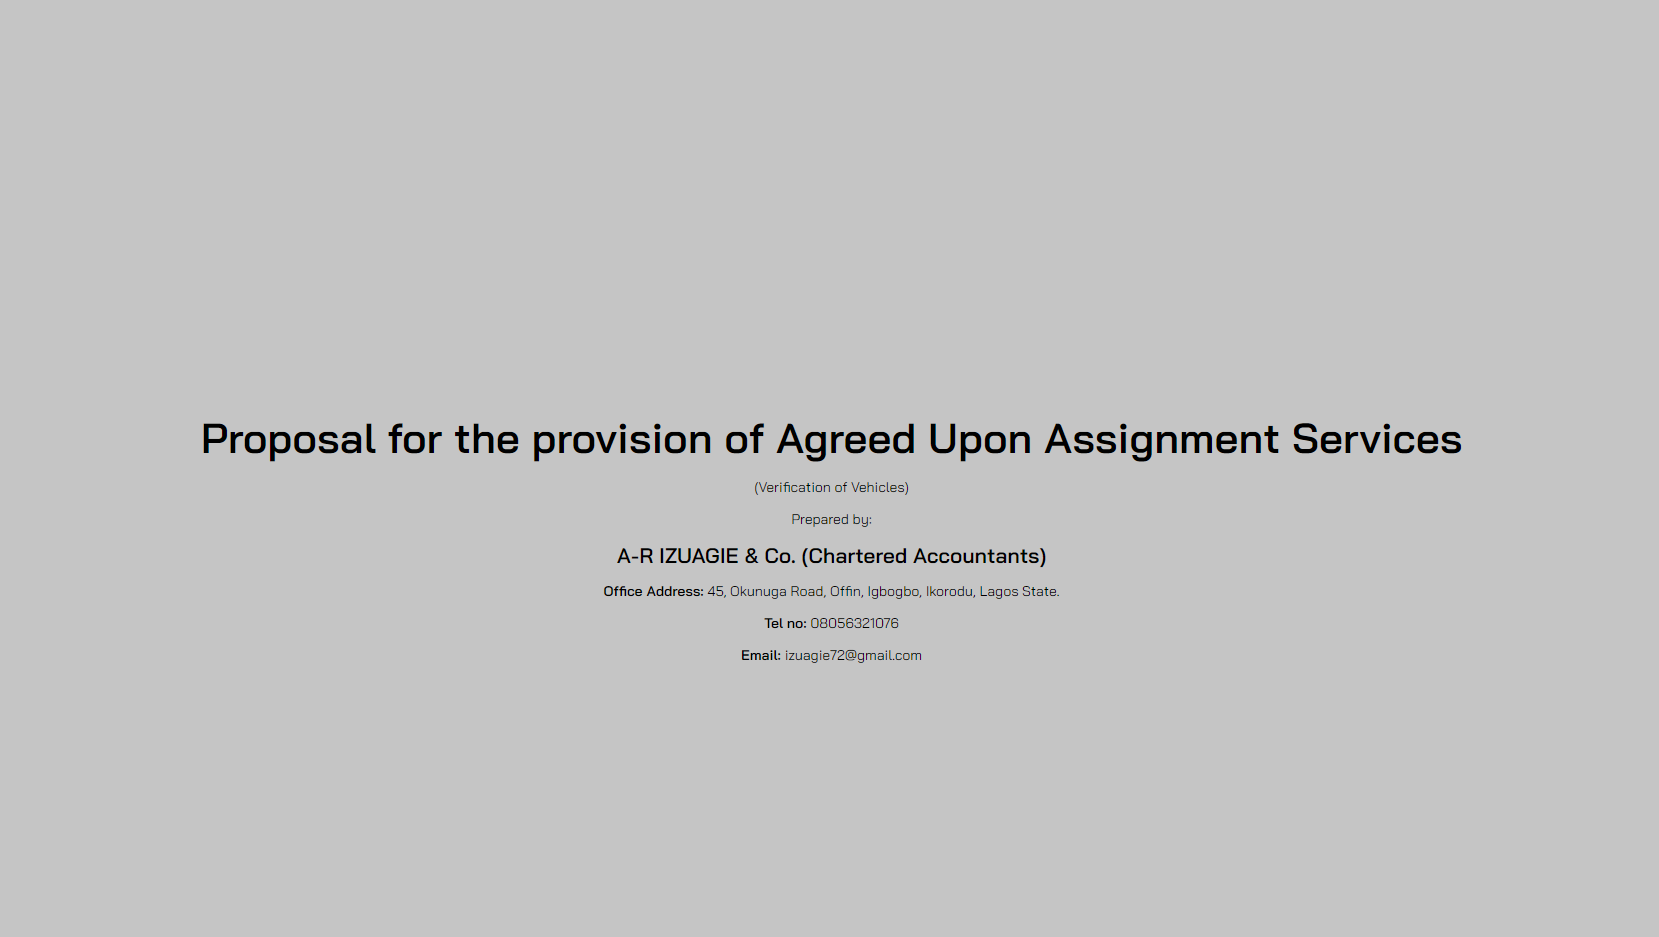 Proposal for the provision of Agreed Upon Assignment Services
(Verification of Vehicles)
Prepared by:
A-R IZUAGIE & Co. (Chartered Accountants)
Office Address: 45, Okunuga Road, Offin, Igbogbo, Ikorodu, Lagos State.
Tel no: 08056321076
Email: izuagie72@gmail.com